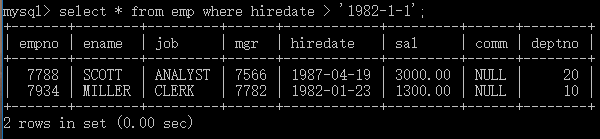 mysql> select * from emp where hiredate > '1982-1-1';
+-------+--------+---------+------+------------+---------+------+--------+
| empno | ename  | job     | mgr  | hiredate   | sal     | comm | deptno |
+-------+--------+---------+------+------------+---------+------+--------+
|  7788 | SCOTT  | ANALYST | 7566 | 1987-04-19 | 3000.00 | NULL |     20 |
|  7934 | MILLER | CLERK   | 7782 | 1982-01-23 | 1300.00 | NULL |     10 |
+-------+--------+---------+------+------------+---------+------+--------+
2 rows in set (0.00 sec)